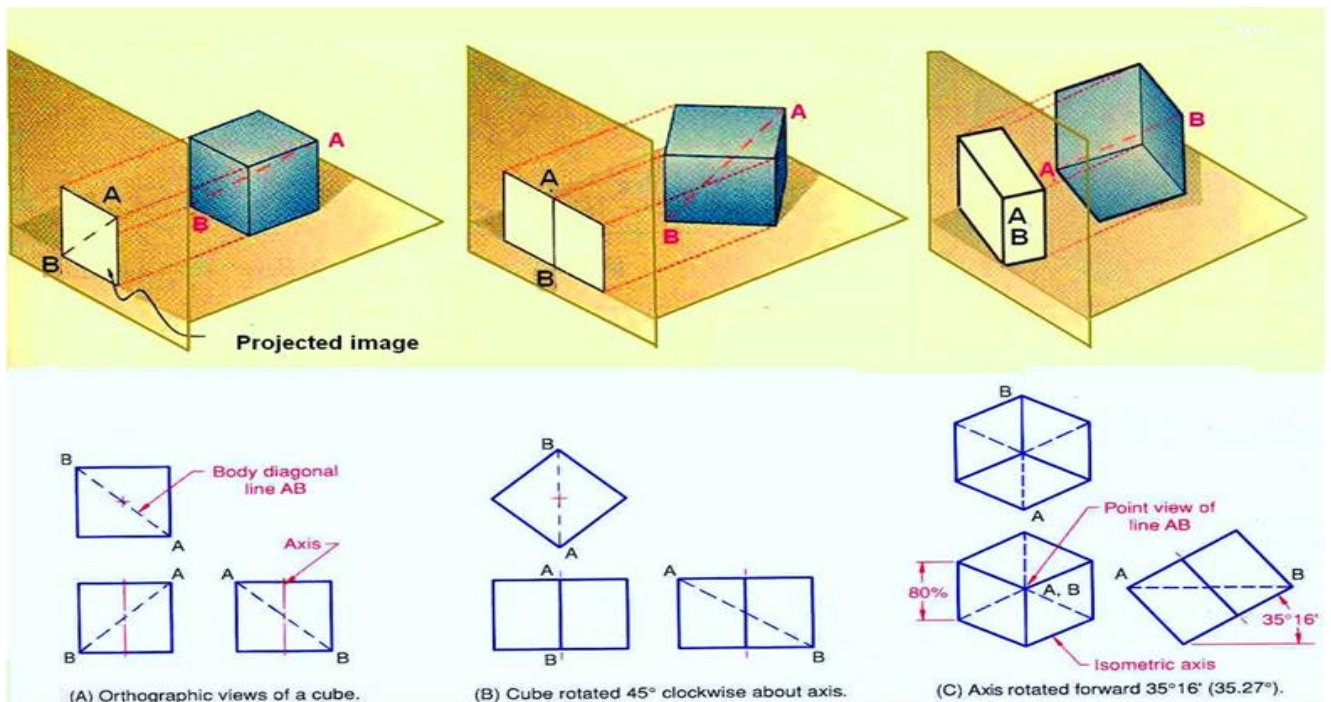 A
B
A
B
Projected image
A
B
A
B
A
B
A
B
B
Body diagonal
line AB
A
Axis
A
B
A
B
(A) Orthographic views of a cube.
B
A
A
B
A
B
(B) Cube rotated 45° clockwise about axis.
B
A
Point view of
line AB
80%
A, B
A
B
35°16'
Isometric axis
(C) Axis rotated forward 35°16' (35.27°).